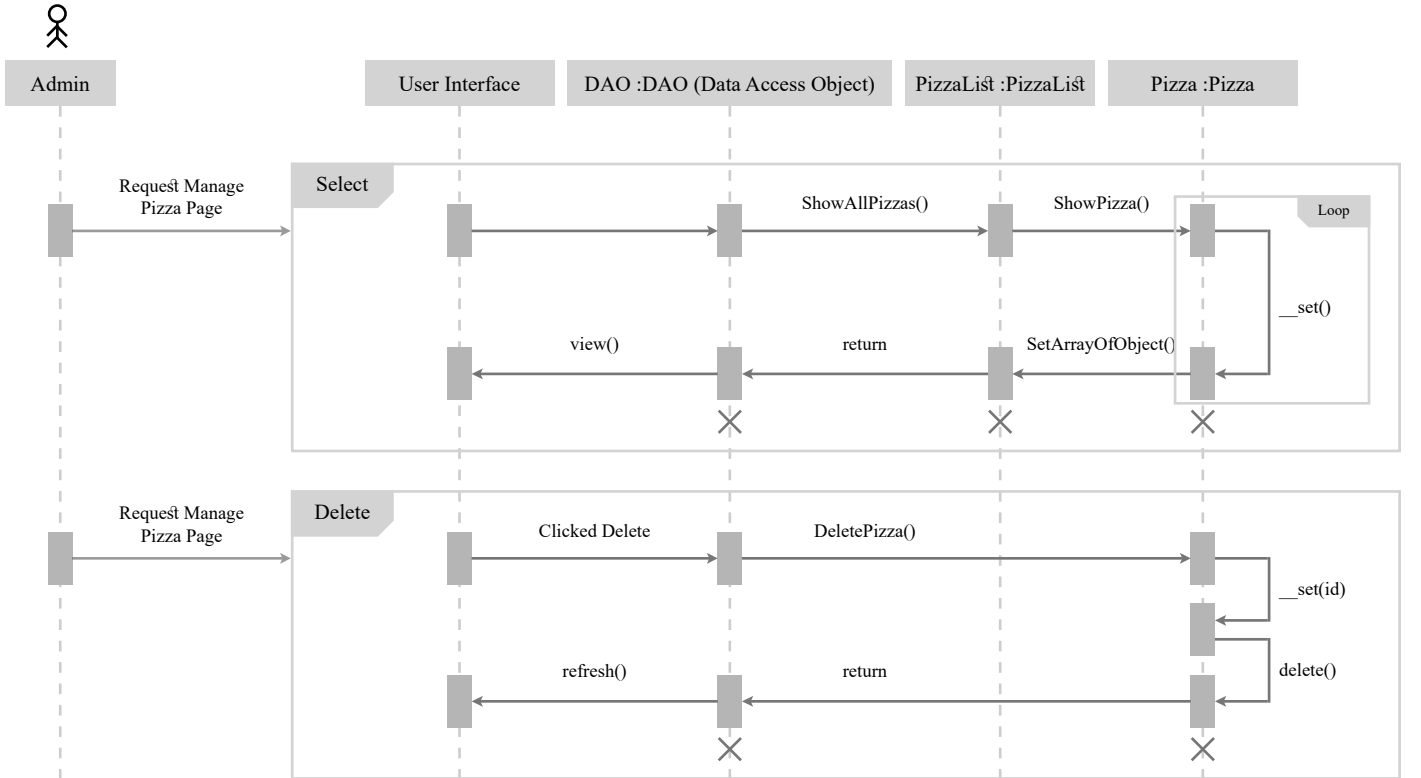 Admin
User Interface
DAO :DAO (Data Access Object)
PizzaList :PizzaList
Pizza :Pizza
Request Manage
Pizza Page
Select
ShowAllPizzas()
ShowPizza()
Loop
__set()
view()
return
SetArrayOfObject()
Request Manage
Pizza Page
Delete
Clicked Delete
DeletePizza()
__set(id)
refresh()
return
delete()